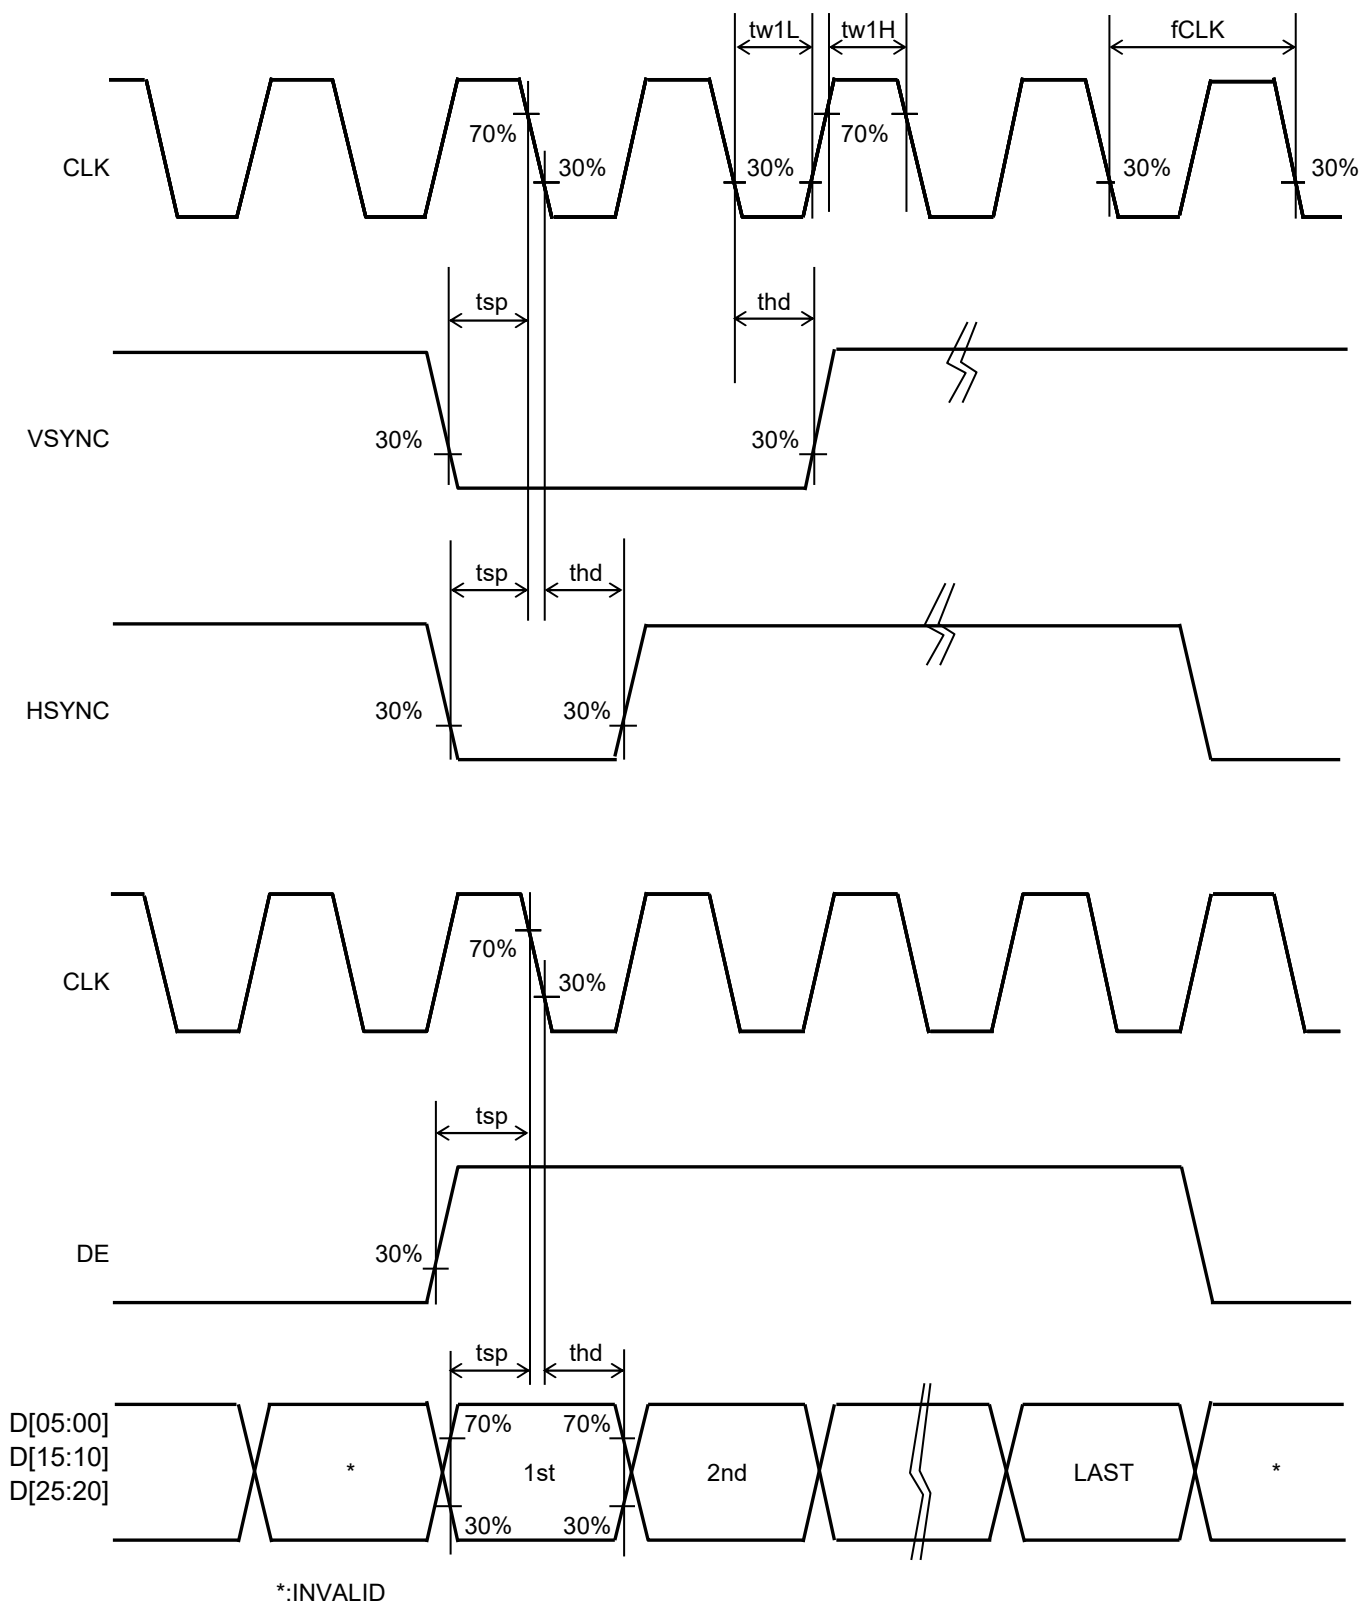 tw1L tw1H fCLK
70% 70%
CLK 30% 30% 30% 30%
tsp thd
VSYNC 30% 30%
tsp thd
HSYNC 30% 30%
70%
CLK 30%
tsp
DE 30%
tsp thd
D[05:00] 70% 70%
D[15:10] * 1st 2nd LAST *
D[25:20]
30% 30%
*:INVALID